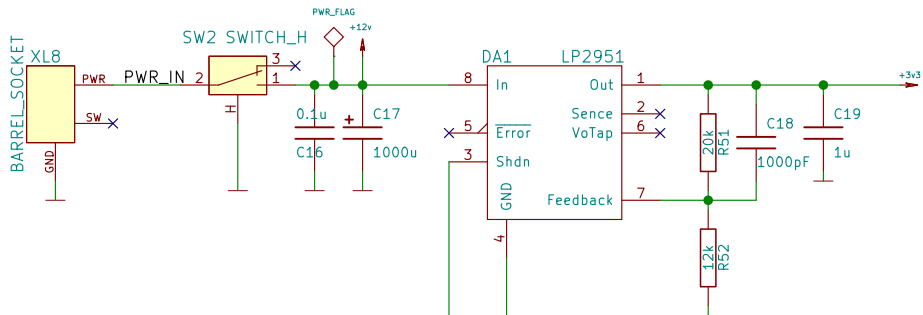 PWR_FLAG
+12v
SW2 SWITCH_H
BARREL_SOCKET
XL8
PWR
PWR_IN
2
3
1
H
SW
GND
0.1u
C16
C17
1000u
DA1
LP2951
8
In
Out
1
Sence
2
5
Error
VoTap
6
3
Shdn
GND
4
Feedback
7
20k
R51
C18
1000pF
C19
1u
+3v3
12k
R52